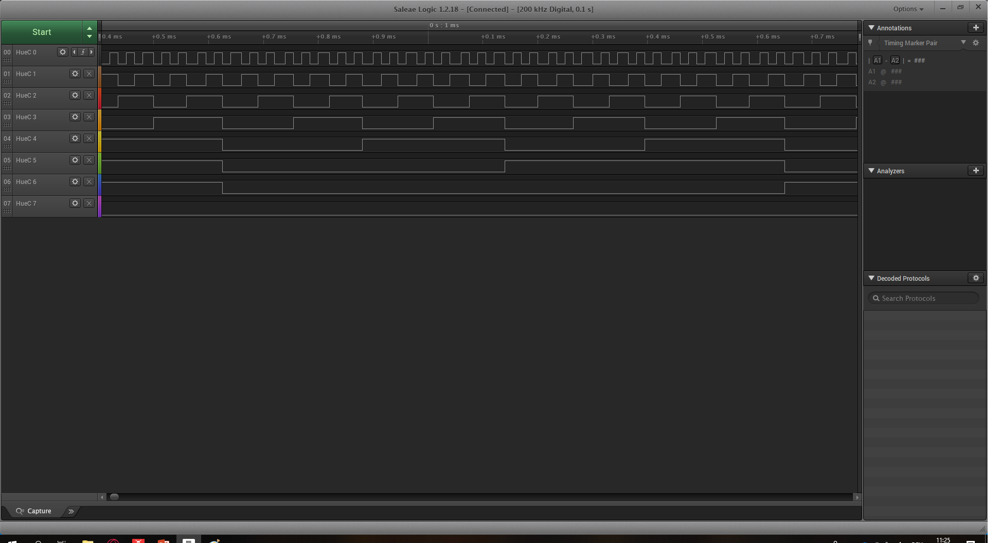 Saleae Logic 1.2.18 - [Connected] - [200 kHz Digital, 0.1 s]
Options
Start
0 s : 1 ms
0.4 ms +0.5 ms +0.6 ms +0.7 ms +0.8 ms +0.9 ms +0.1 ms +0.2 ms +0.3 ms +0.4 ms +0.5 ms +0.6 ms +0.7 ms
00 HueC 0
01 HueC 1
02 HueC 2
03 HueC 3
04 HueC 4
05 HueC 5
06 HueC 6
07 HueC 7
Annotations
Timing Marker Pair
| A1 - A2 | = ###
A1 @ ###
A2 @ ###
Analyzers
Decoded Protocols
Search Protocols
Capture
11:25